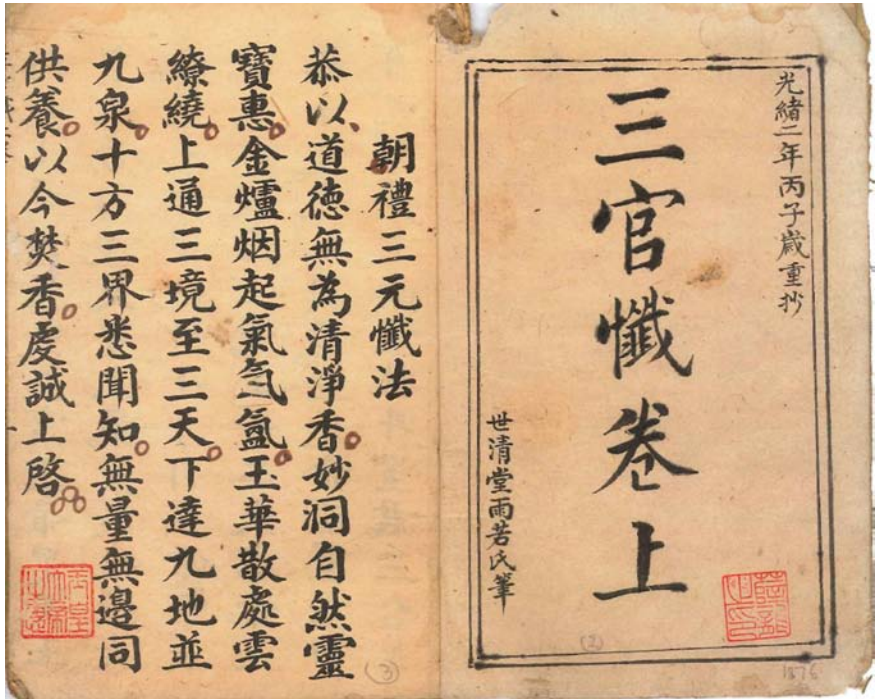 光緒二年丙子歲重抄
三官懺卷上
世清堂雨若氏筆
(2)
1876
朝禮三元懺法
恭以、道德無為清淨香。妙洞自然靈
寶惠。金爐烟起氣氤氳。玉華散處雲
繚繞。上通三境至三天。下達九地並
九泉。十方三界悉聞知。無量無邊同
供養。以今焚香。虔誠上啓。
(3)